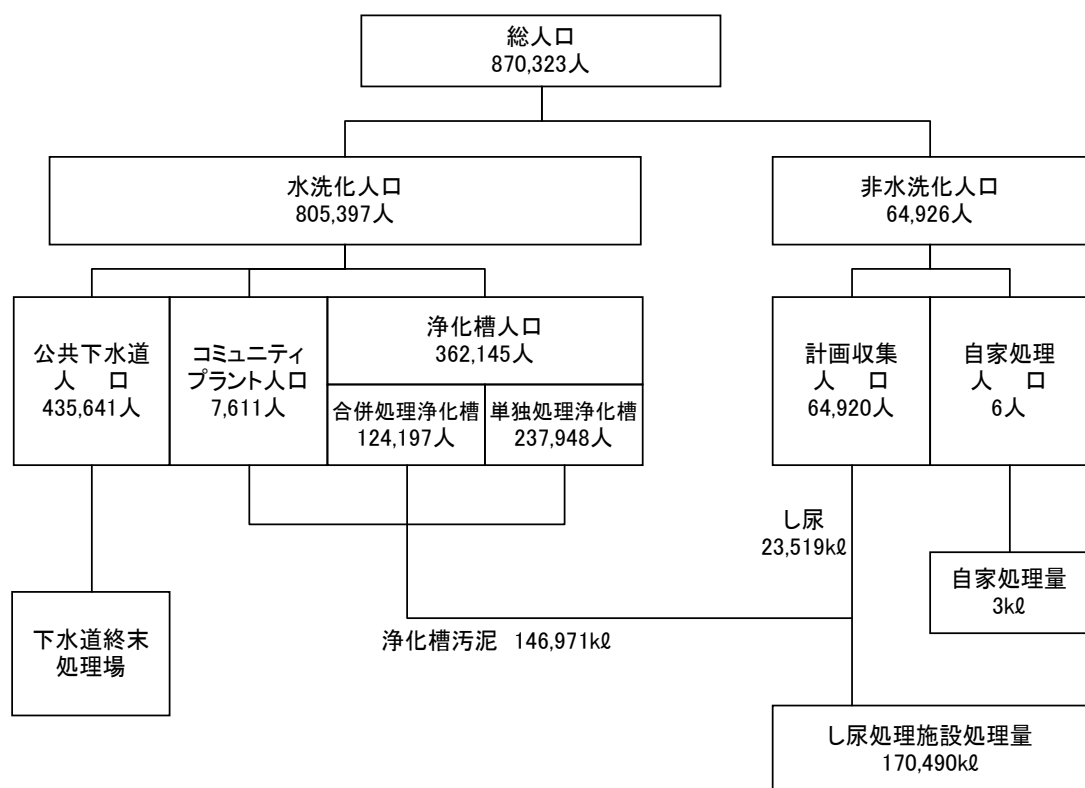 総人口
870,323人
水洗化人口
805,397人
非水洗化人口
64,926人
公共下水道
人　口
435,641人
コミュニティ
プラント人口
7,611人
浄化槽人口
362,145人
合併処理浄化槽
124,197人
単独処理浄化槽
237,948人
計画収集
人　口
64,920人
自家処理
人　口
6人
し尿
23,519kℓ
自家処理量
3kℓ
下水道終末
処理場
浄化槽汚泥　146,971kℓ
し尿処理施設処理量
170,490kℓ